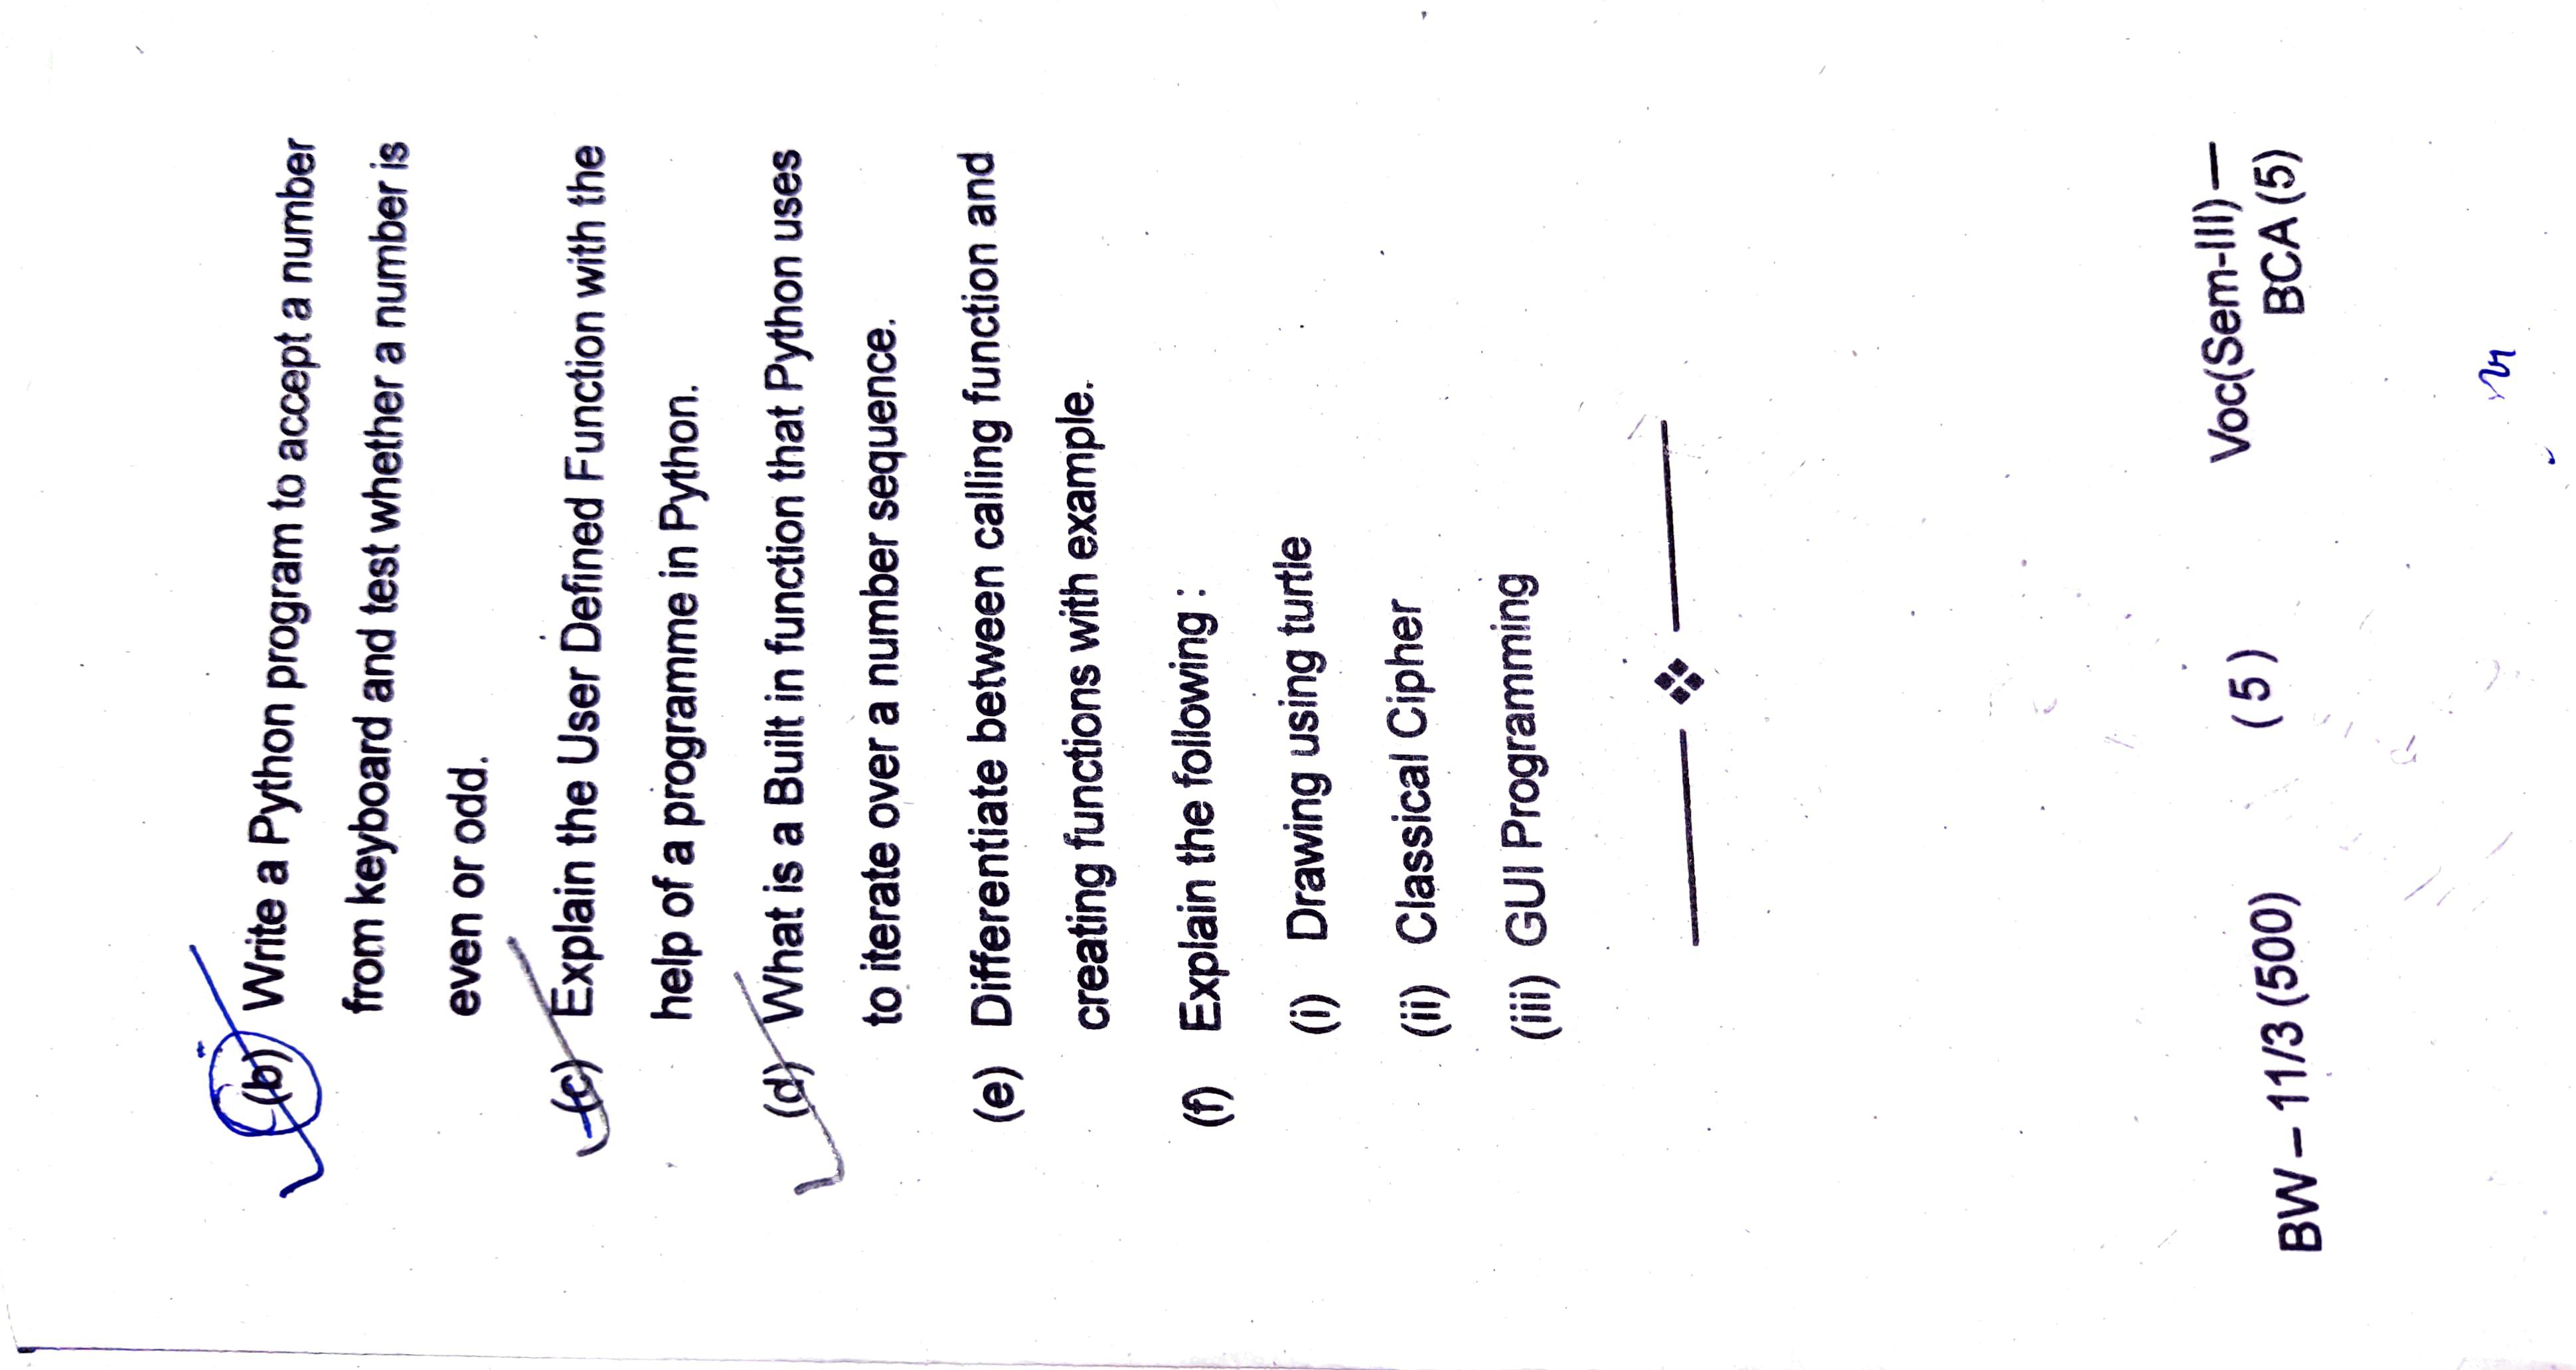 (b) Write a Python program to accept a number
from keyboard and test whether a number is
even or odd.
(c) Explain the User Defined Function with the
help of a programme in Python.
(d) What is a Built in function that Python uses
to iterate over a number sequence.
(e) Differentiate between calling function and
creating functions with example.
(f) Explain the following :
(i) Drawing using turtle
(ii) Classical Cipher
(iii) GUI Programming
BW – 11/3 (500) ( 5 ) Voc(Sem-III) —
BCA (5)